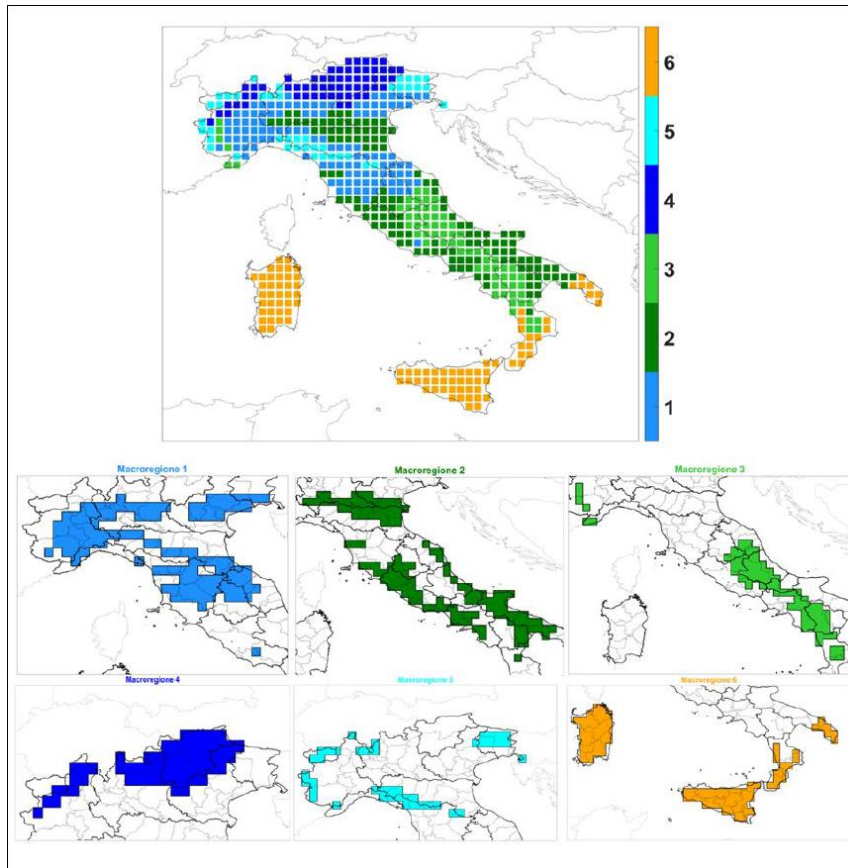 6
5
4
3
2
1
Macroregione 1
Macroregione 2
Macroregione 3
Macroregione 4
Macroregione 5
Macroregione 6